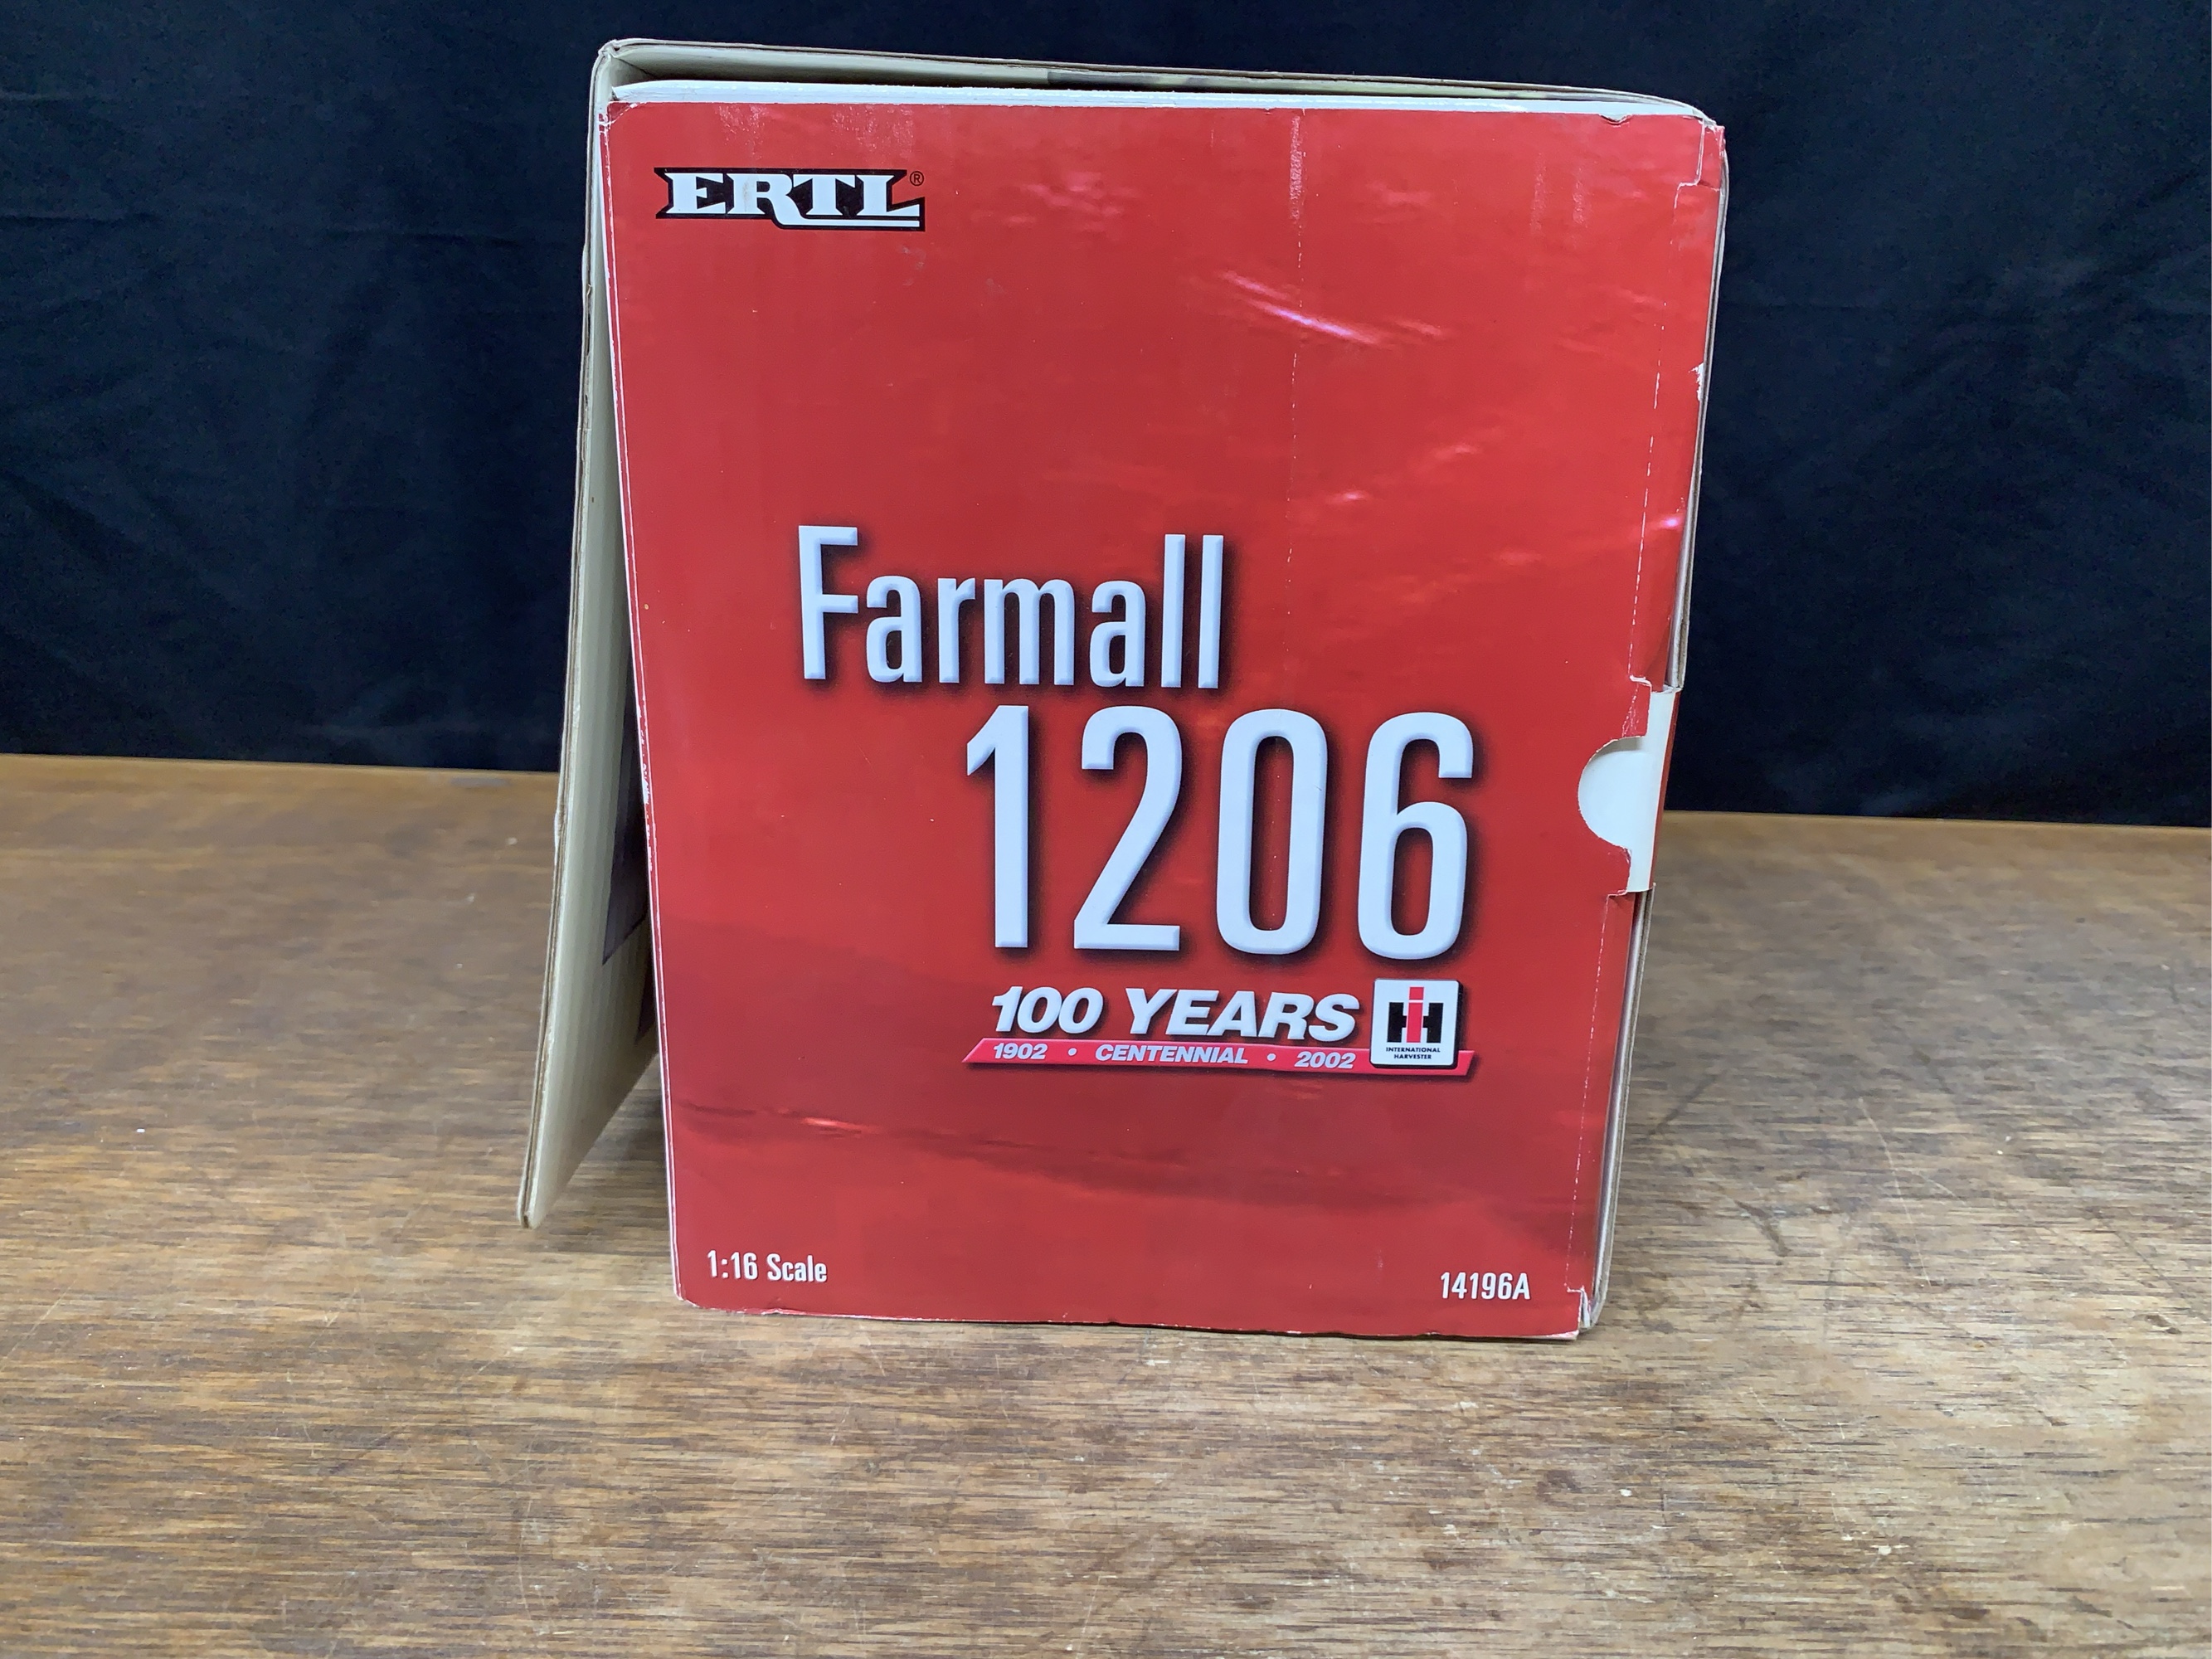 ERTL®
Farmall
1206
100 YEARS
1902 • CENTENNIAL • 2002
INTERNATIONAL
HARVESTER
1:16 Scale
14196A